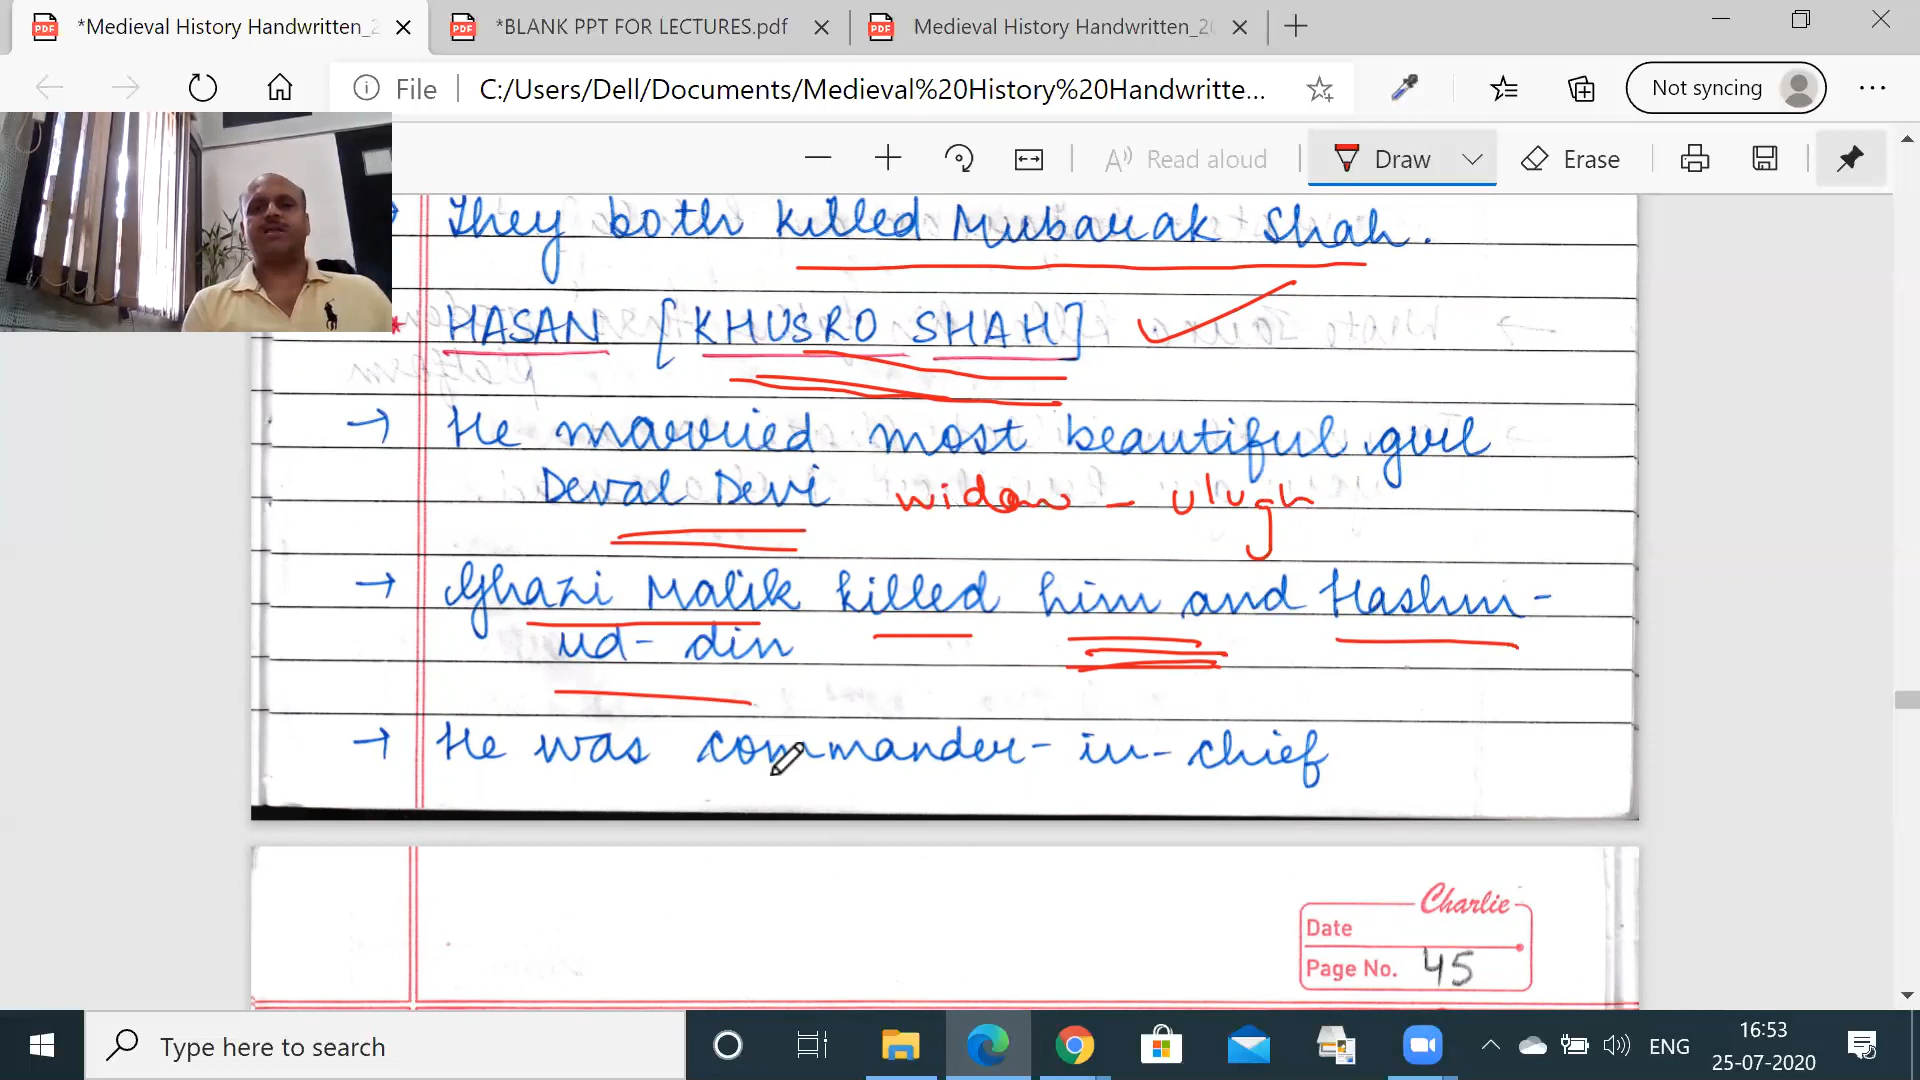 *Medieval History Handwritten_2
*BLANK PPT FOR LECTURES.pdf
Medieval History Handwritten_20
File
C:/Users/Dell/Documents/Medieval%20History%20Handwritte...
Not syncing
Read aloud
Draw
Erase
They both killed Mubarak Shah.
* HASAN [KHUSRO SHAH]
→ He married most beautiful girl
Deval Devi widow - ulugh
→ Ghazi Malik killed him and Hashm-
ud-din
→ He was commander-in-chief
Charlie
Date
Page No. 45
Type here to search
ENG
16:53
25-07-2020